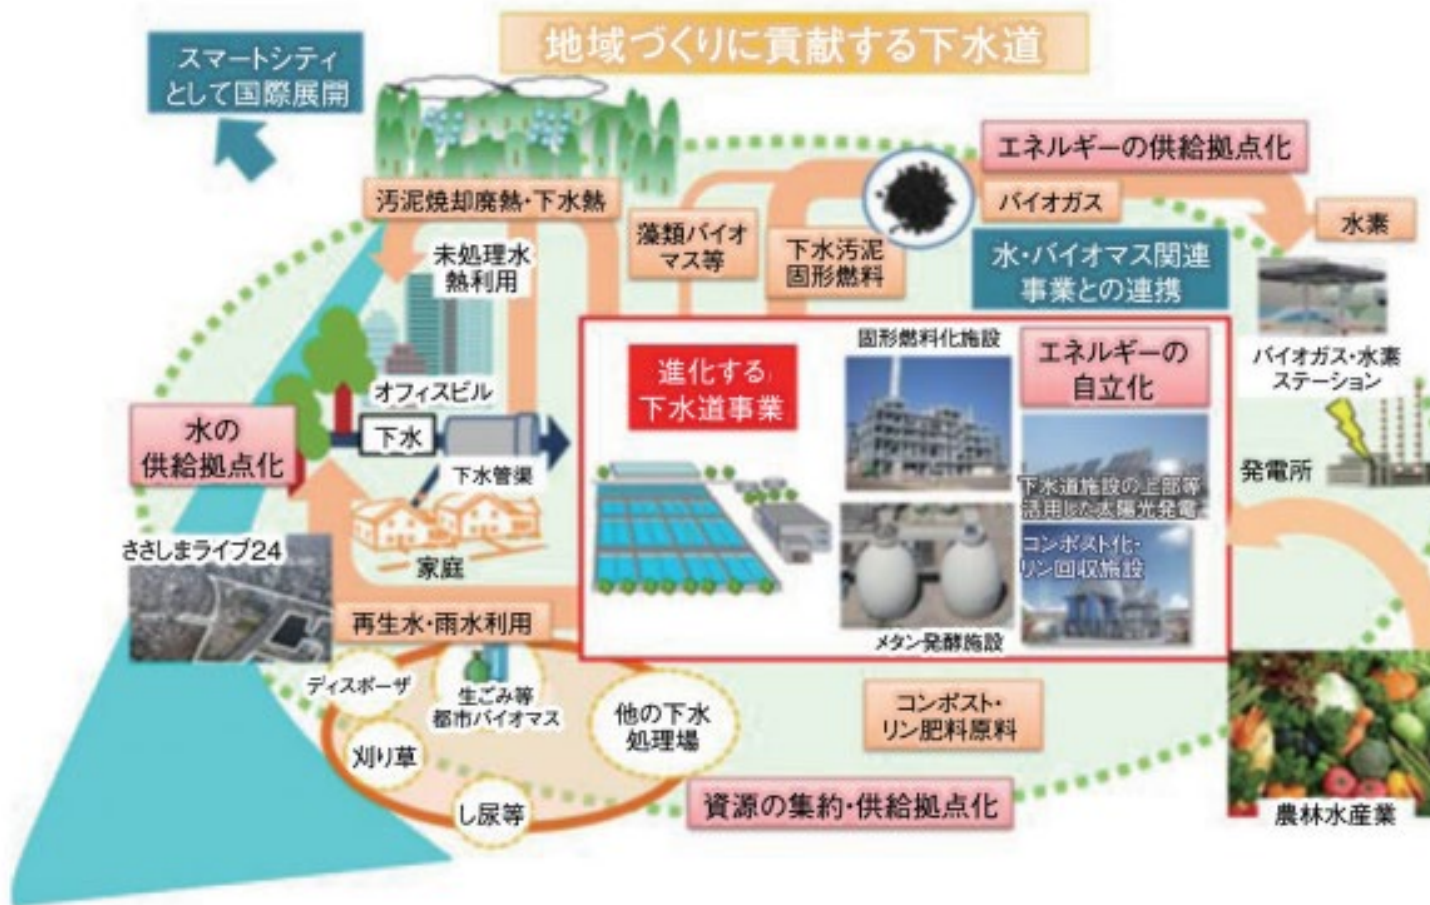 地域づくりに貢献する下水道
スマートシティ
として国際展開
エネルギーの供給拠点化
汚泥焼却廃熱・下水熱
バイオガス
水素
藻類バイオ
マス等
下水汚泥
固形燃料
水・バイオマス関連
事業との連携
未処理水
熱利用
オフィスビル
バイオガス・水素
ステーション
進化する
下水道事業
固形燃料化施設
エネルギーの
自立化
水の
供給拠点化
下水
下水管渠
発電所
下水道施設の上部等
活用した太陽光発電
コンポスト化・
リン回収施設
ささしまライブ24
家庭
再生水・雨水利用
メタン発酵施設
ディスポーザ
生ごみ等
都市バイオマス
他の下水
処理場
刈り草
し尿等
コンポスト・
リン肥料原料
資源の集約・供給拠点化
農林水産業